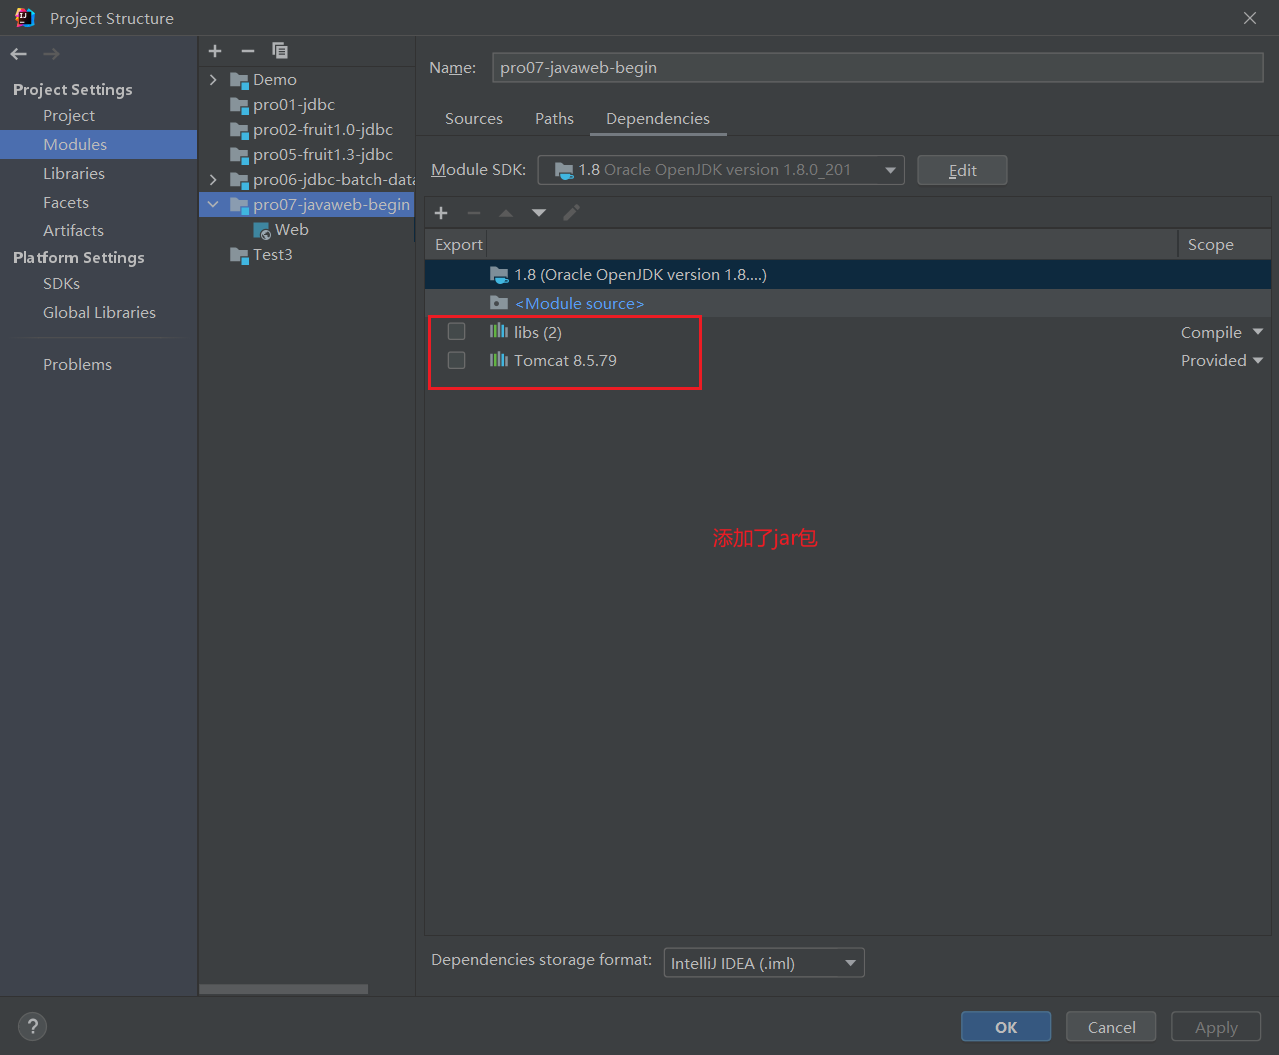 Project Structure
Project Settings
Project
Modules
Libraries
Facets
Artifacts
Platform Settings
SDKs
Global Libraries
Problems
Demo
pro01-jdbc
pro02-fruit1.0-jdbc
pro05-fruit1.3-jdbc
pro06-jdbc-batch-data
pro07-javaweb-begin
Web
Test3
Name: pro07-javaweb-begin
Sources Paths Dependencies
Module SDK: 1.8 Oracle OpenJDK version 1.8.0_201 Edit
Export Scope
1.8 (Oracle OpenJDK version 1.8....)
<Module source>
libs (2) Compile
Tomcat 8.5.79 Provided
添加了jar包
Dependencies storage format: IntelliJ IDEA (.iml)
? OK Cancel Apply